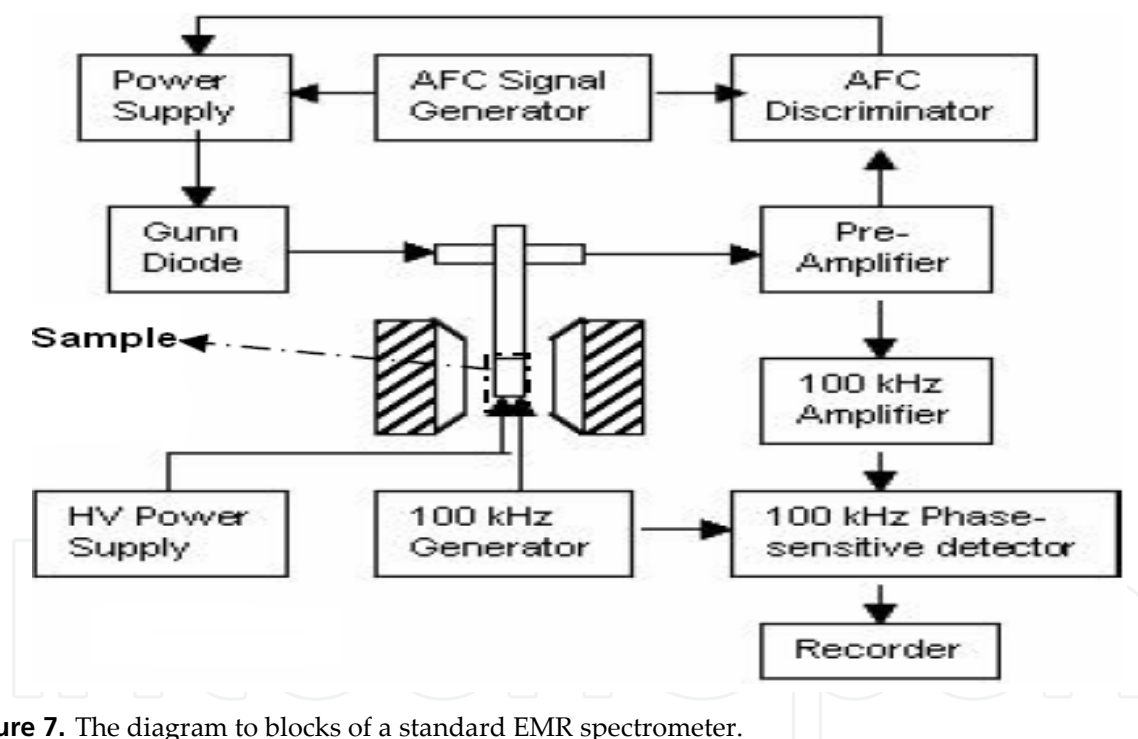 Power
Supply
AFC Signal
Generator
AFC
Discriminator
Gunn
Diode
Pre-
Amplifier
Sample
100 kHz
Amplifier
HV Power
Supply
100 kHz
Generator
100 kHz Phase-
sensitive detector
Recorder
ure 7. The diagram to blocks of a standard EMR spectrometer.